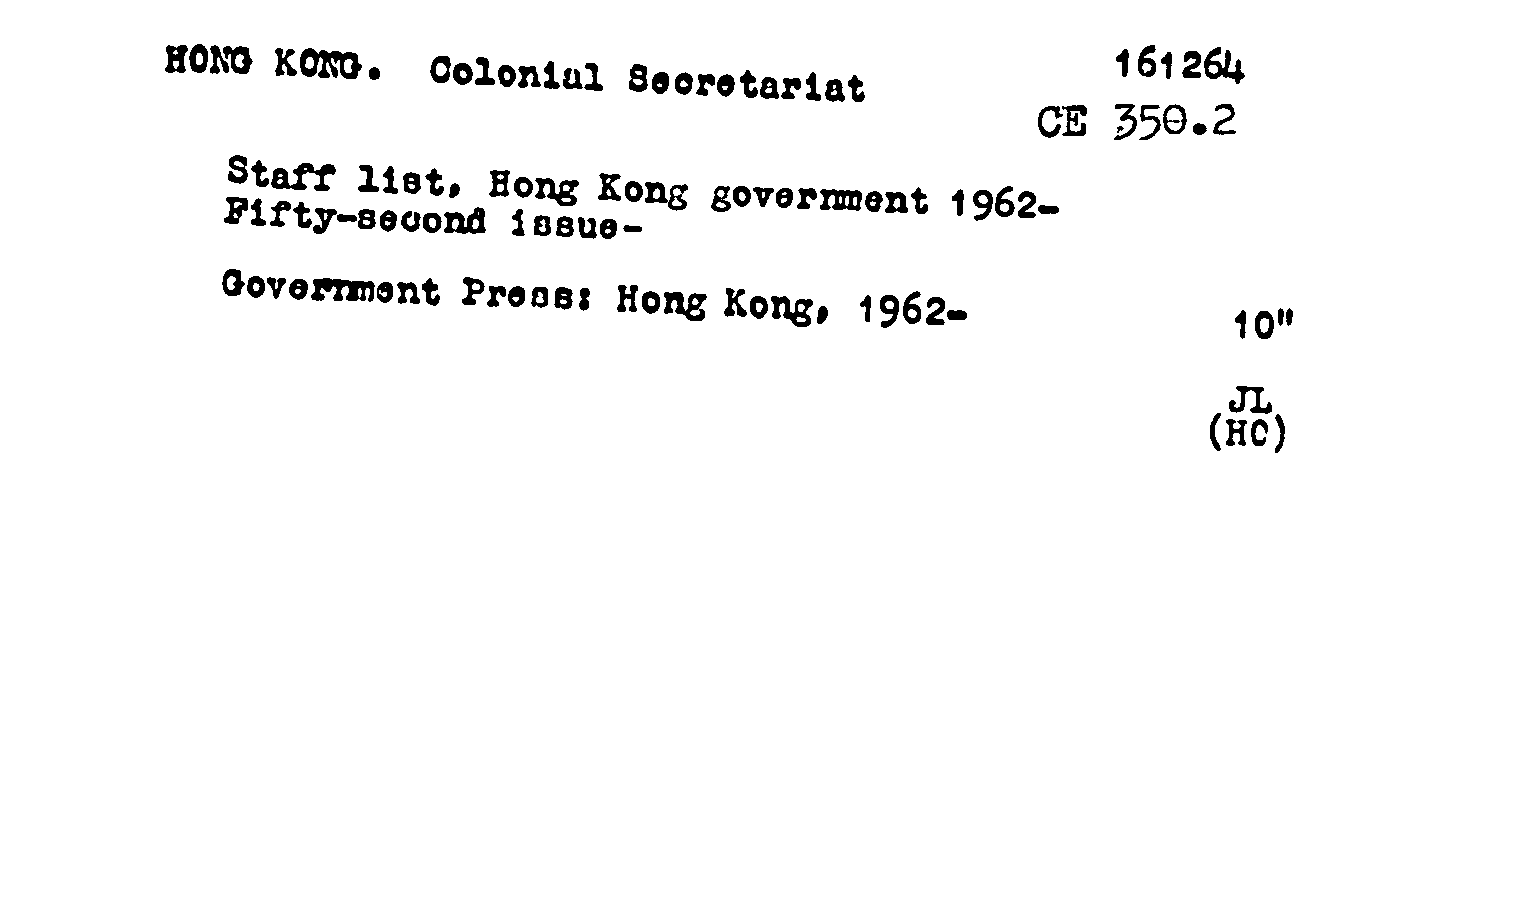 HONG KONG. Colonial Secretariat 161264
CE 350.2
Staff list, Hong Kong government 1962-
Fifty-second issue-
Government Press: Hong Kong, 1962-
10"
JL
(HC)